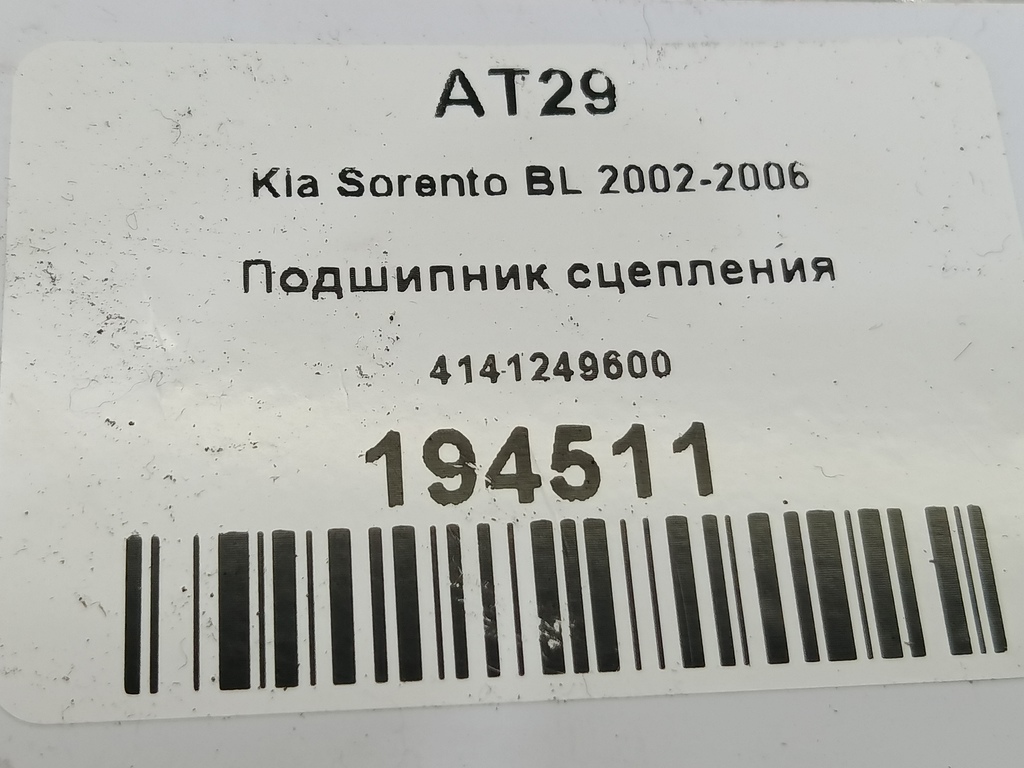 AT29
Kia Sorento BL 2002-2006
Подшипник сцепления
4141249600
194511